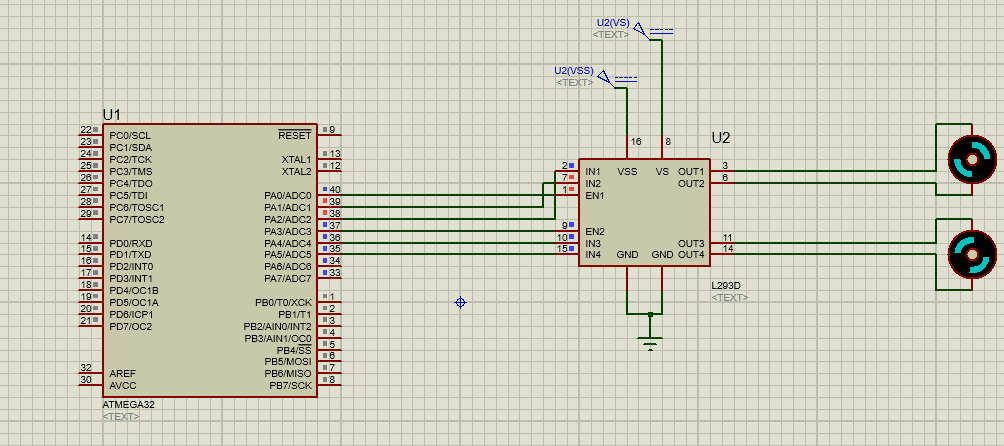 U2(VS)
<TEXT>
U2(VSS)
<TEXT>
U1
U2
22 PC0/SCL RESET 9
23 PC1/SDA
24 PC2/TCK XTAL1 13
25 PC3/TMS XTAL2 12
26 PC4/TDO
27 PC5/TDI PA0/ADC0 40
28 PC6/TOSC1 PA1/ADC1 39
29 PC7/TOSC2 PA2/ADC2 38
PA3/ADC3 37
14 PD0/RXD PA4/ADC4 36
15 PD1/TXD PA5/ADC5 35
16 PD2/INT0 PA6/ADC6 34
17 PD3/INT1 PA7/ADC7 33
18 PD4/OC1B
19 PD5/OC1A PB0/T0/XCK 1
20 PD6/ICP1 PB1/T1 2
21 PD7/OC2 PB2/AIN0/INT2 3
PB3/AIN1/OC0 4
PB4/SS 5
PB5/MOSI 6
32 AREF PB6/MISO 7
30 AVCC PB7/SCK 8
ATMEGA32
<TEXT>
16 8
2 IN1 VSS VS OUT1 3
7 IN2 OUT2 6
1 EN1
9 EN2
10 IN3 OUT3 11
15 IN4 GND GND OUT4 14
L293D
<TEXT>